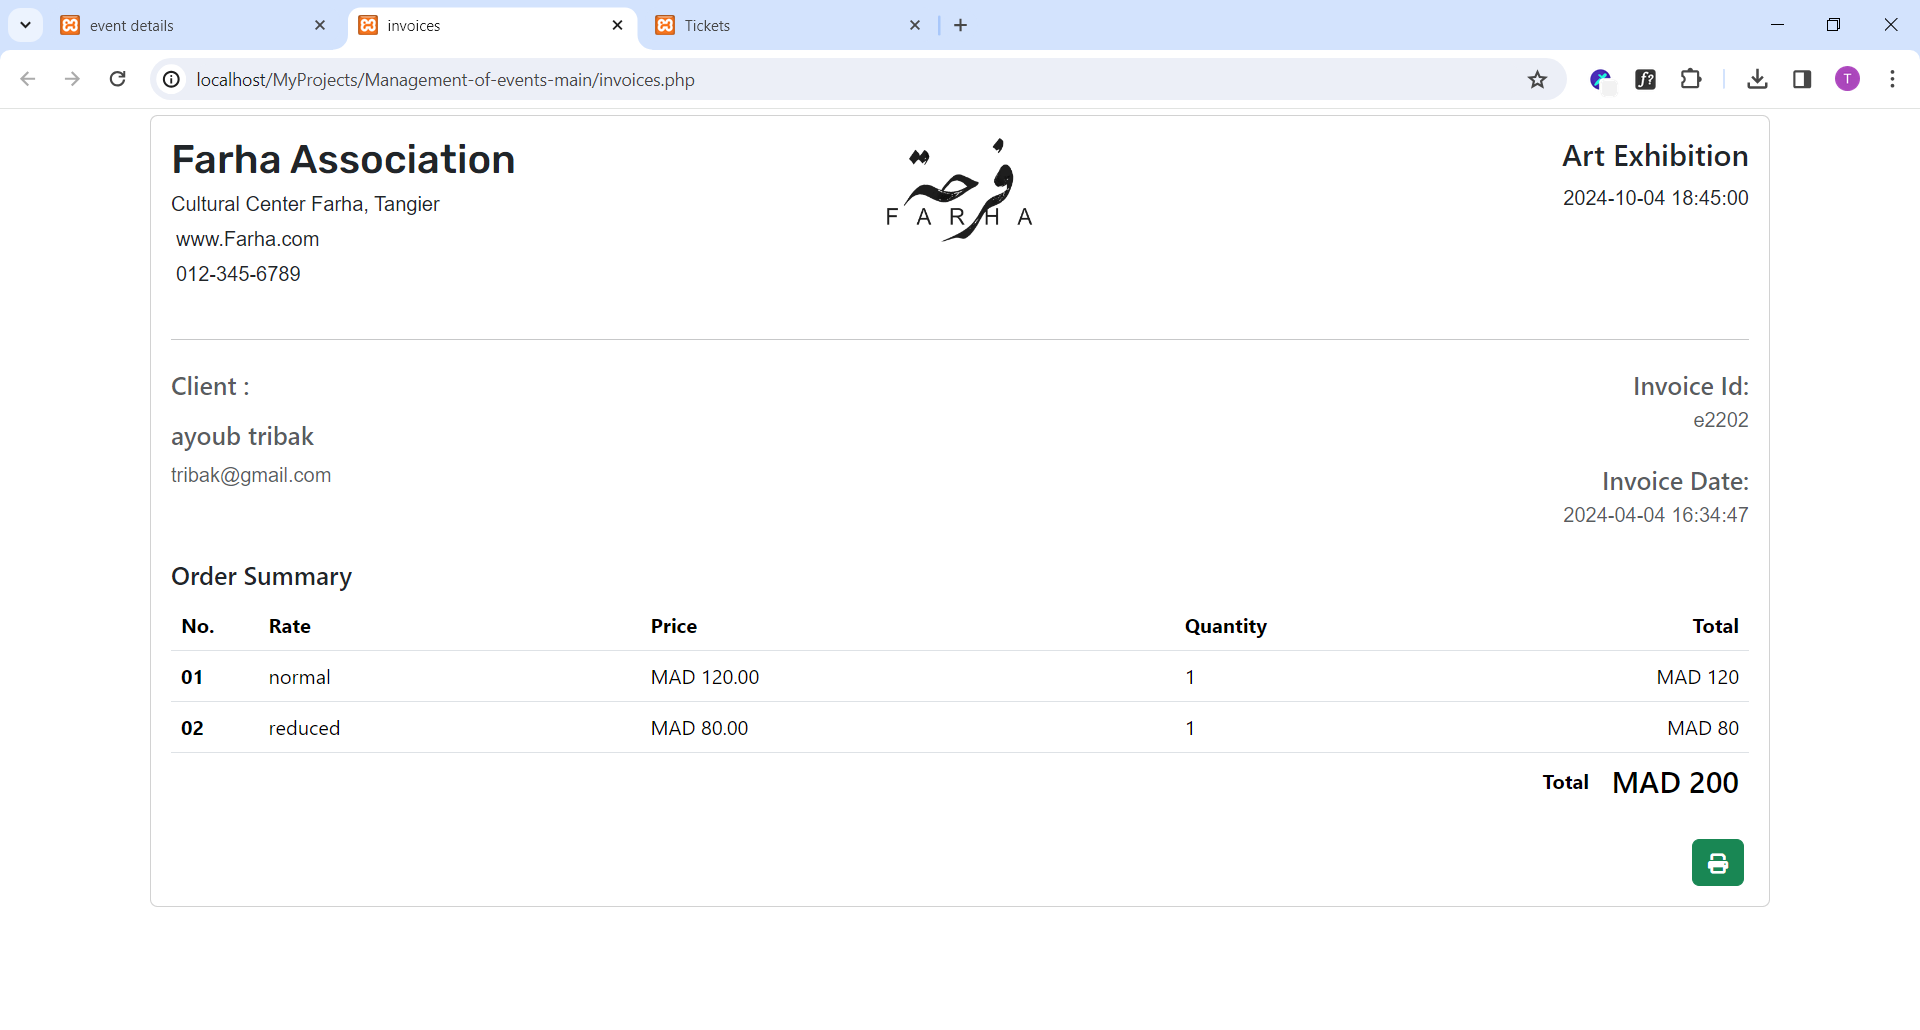 event details
invoices
Tickets
localhost/MyProjects/Management-of-events-main/invoices.php
f?
T
Farha Association
Cultural Center Farha, Tangier
www.Farha.com
012-345-6789
فرحة
FARHA
Art Exhibition
2024-10-04 18:45:00
Client :
ayoub tribak
tribak@gmail.com
Invoice Id:
e2202
Invoice Date:
2024-04-04 16:34:47
Order Summary
No. Rate Price Quantity Total
01 normal MAD 120.00 1 MAD 120
02 reduced MAD 80.00 1 MAD 80
Total MAD 200